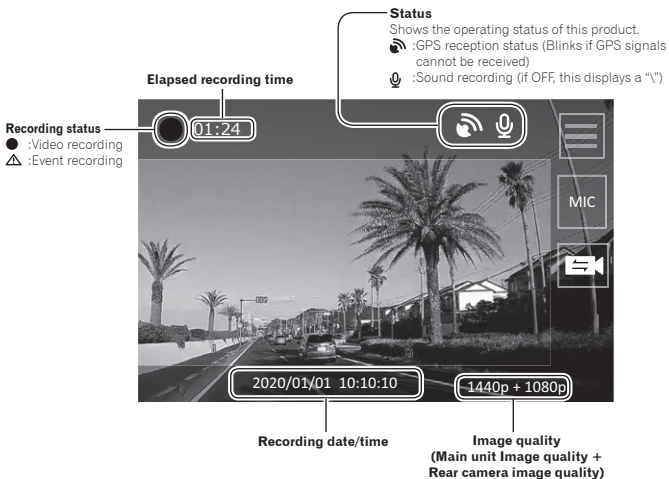 Status
Shows the operating status of this product.
:GPS reception status (Blinks if GPS signals
cannot be received)
:Sound recording (if OFF, this displays a “\”)
Elapsed recording time
Recording status
:Video recording
:Event recording
01:24
MIC
2020/01/01 10:10:10
1440p + 1080p
Recording date/time
Image quality
(Main unit Image quality +
Rear camera image quality)